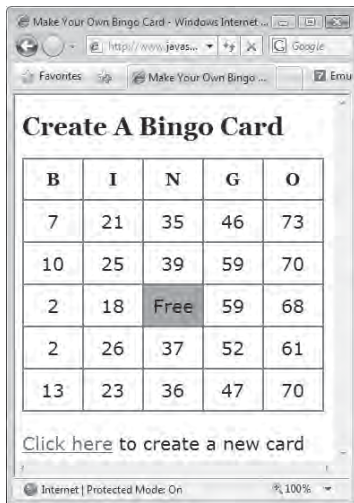 Make Your Own Bingo Card - Windows Internet ...
http://www.javas... Google
Favorites Make Your Own Bingo ... Emu
Create A Bingo Card
B I N G O
7 21 35 46 73
10 25 39 59 70
2 18 Free 59 68
2 26 37 52 61
13 23 36 47 70
Click here to create a new card
Internet | Protected Mode: On 100%